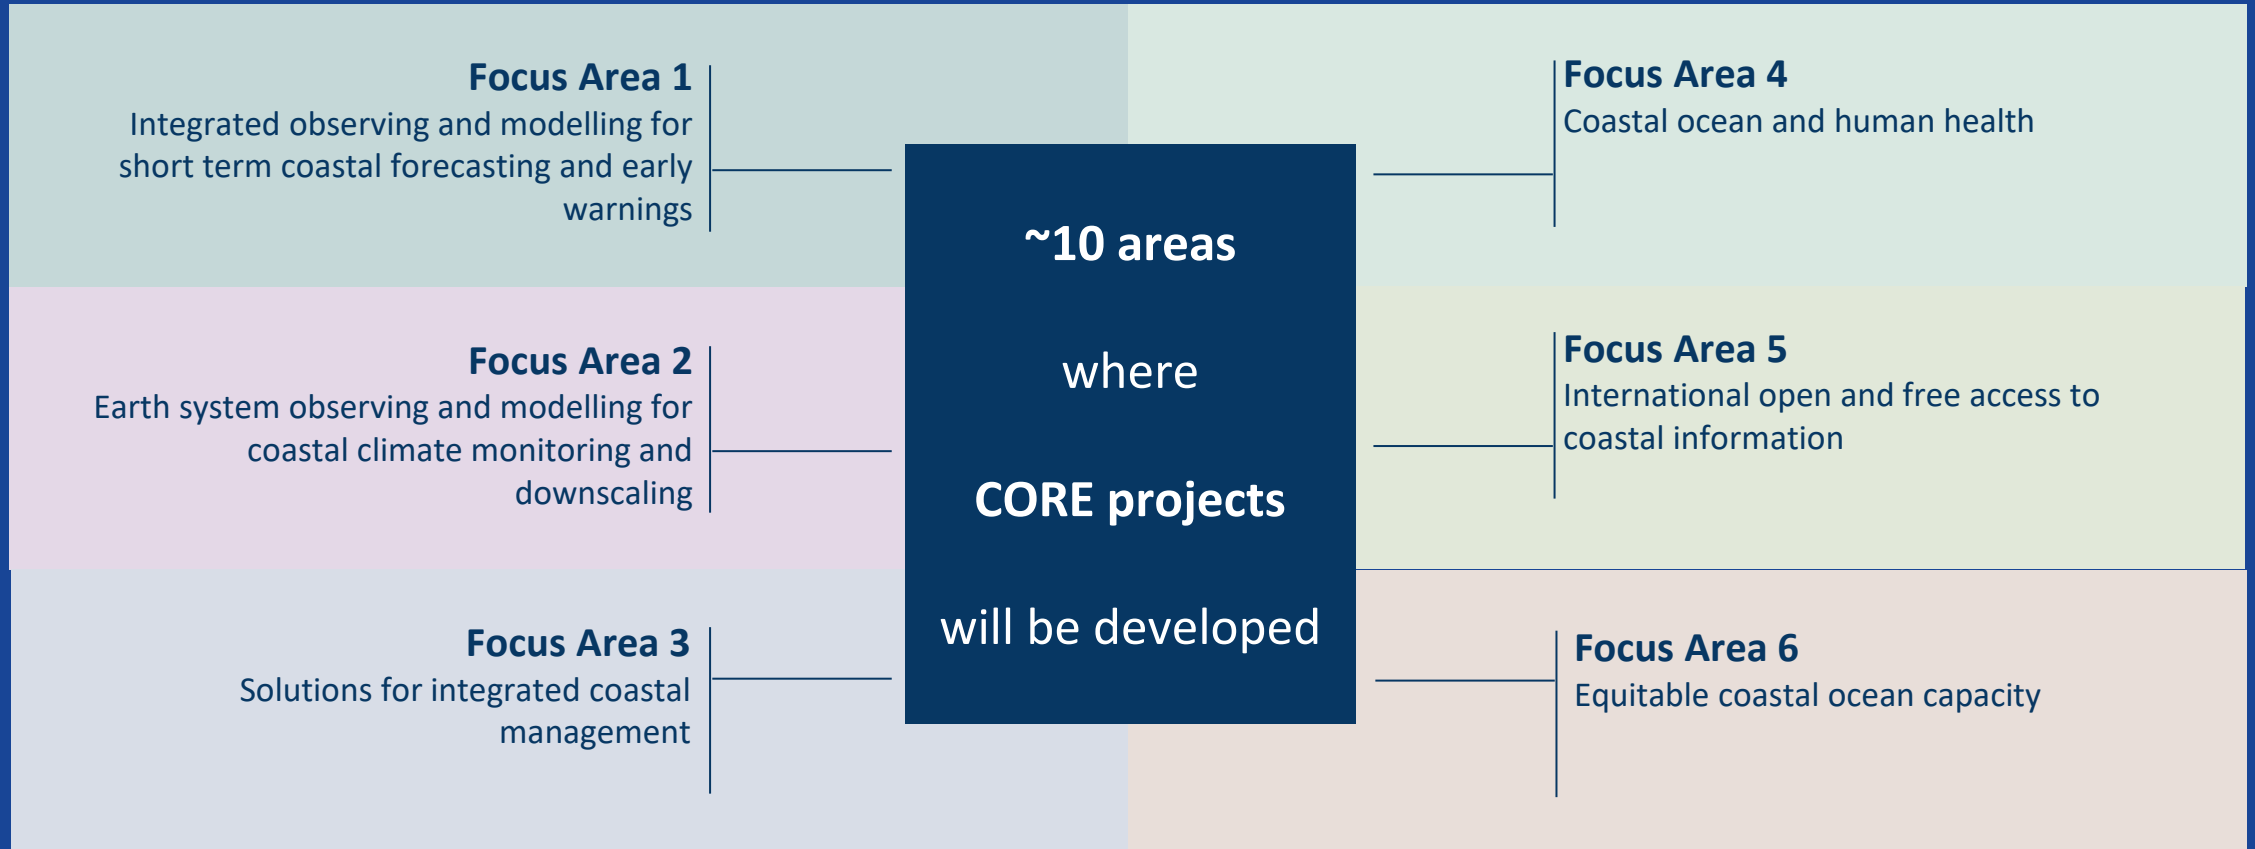 Focus Area 1
Integrated observing and modelling for
short term coastal forecasting and early
warnings
Focus Area 2
Earth system observing and modelling for
coastal climate monitoring and
downscaling
Focus Area 3
Solutions for integrated coastal
management
~10 areas
where
CORE projects
will be developed
Focus Area 4
Coastal ocean and human health
Focus Area 5
International open and free access to
coastal information
Focus Area 6
Equitable coastal ocean capacity